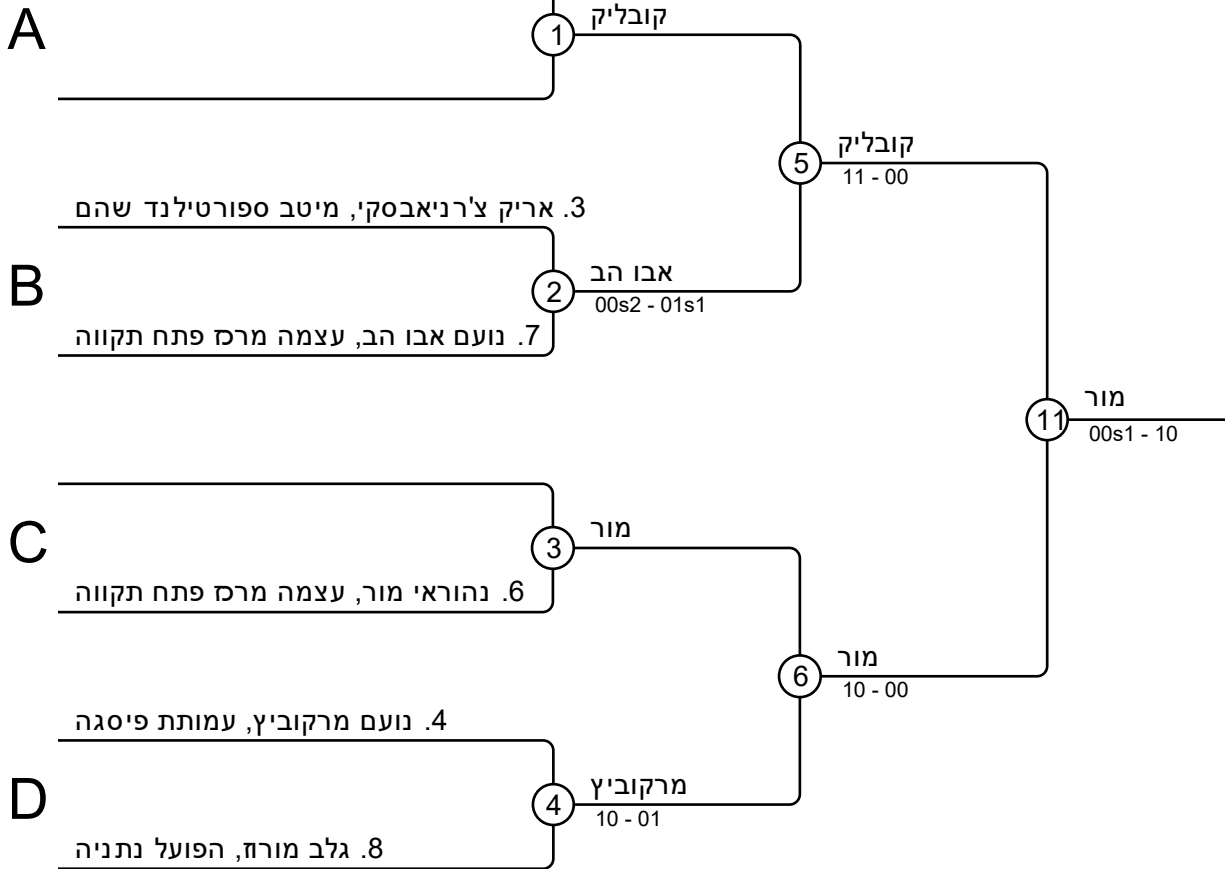 A
1
קובליק
5
קובליק
11 - 00
3. אריק צ'רניאבסקי, מיטב ספורטילנד שהם
B
2
אבו הב
00s2 - 01s1
7. נועם אבו הב, עצמה מרכז פתח תקווה
11
מור
00s1 - 10
C
3
מור
6. נהוראי מור, עצמה מרכז פתח תקווה
6
מור
10 - 00
4. נועם מרקוביץ, עמותת פיסגה
D
4
מרקוביץ
10 - 01
8. גלב מורוז, הפועל נתניה